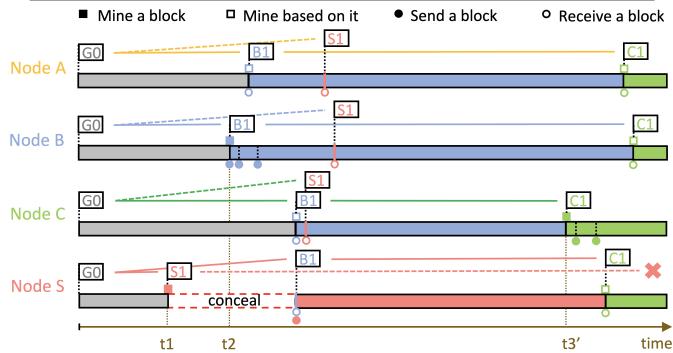 Mine a block Mine based on it Send a block Receive a block
S1
G0 B1 C1
Node A
S1
G0 B1 C1
Node B
S1
G0 B1 C1
Node C
B1 C1
G0 S1
Node S
conceal
t1 t2 t3' time